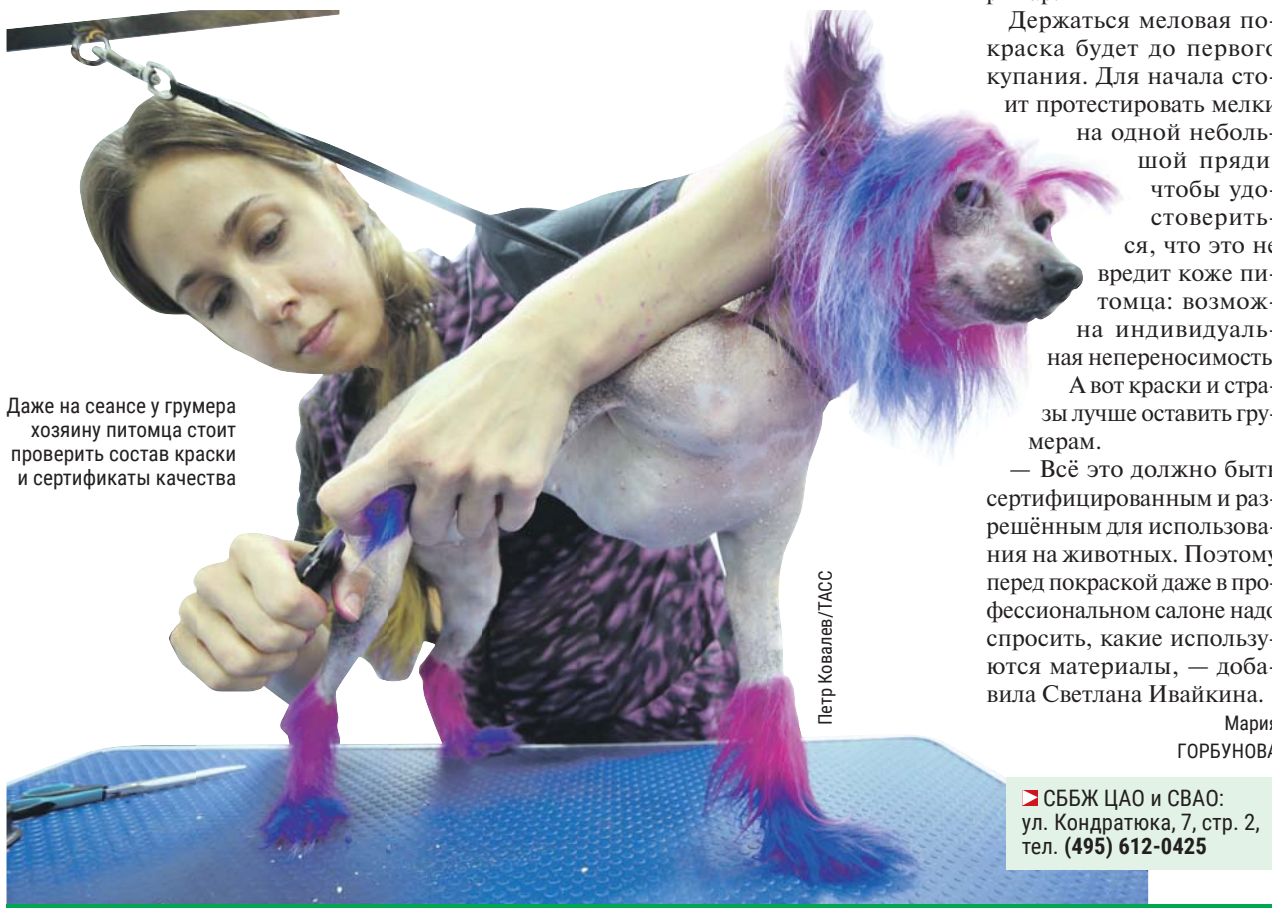 Держаться меловая по-
краска будет до первого
купания. Для начала сто-
ит протестировать мелки
на одной неболь-
шой пряди
чтобы удо-
стоверить-
ся, что это не
вредит коже пи-
томца: возмож-
на индивидуаль-
ная непереносимость
А вот краски и стра-
зы лучше оставить гру-
мерам.
— Всё это должно быть
сертифицированным и раз-
решённым для использова-
ния на животных. Поэтому
перед покраской даже в про-
фессиональном салоне надо
спросить, какие использу-
ются материалы, — доба-
вила Светлана Ивайкина.
Мария
ГОРБУНОВА
Даже на сеансе у грумера
хозяину питомца стоит
проверить состав краски
и сертификаты качества
Петр Ковалев/ТАСС
СББЖ ЦАО и СВАО:
ул. Кондратюка, 7, стр. 2,
тел. (495) 612-0425